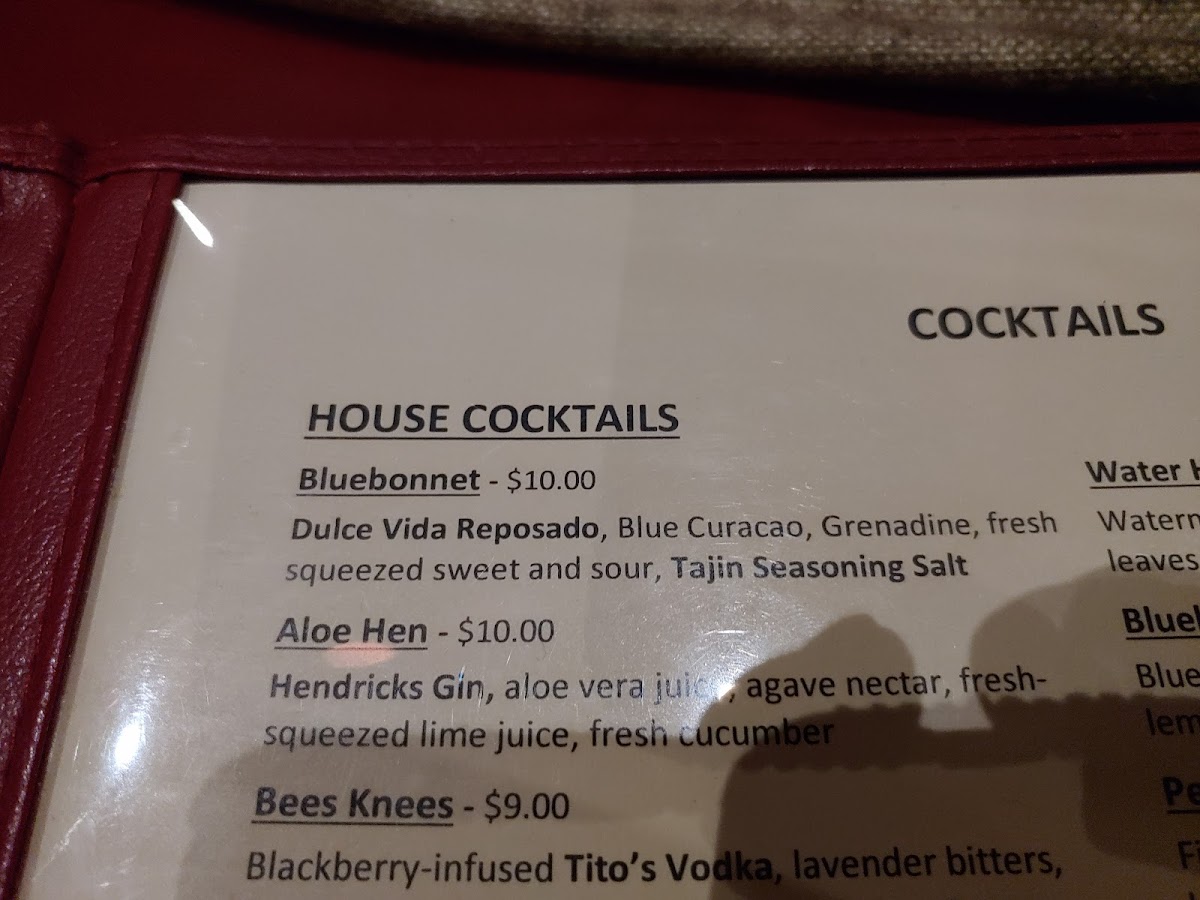 COCKTAILS
HOUSE COCKTAILS
Bluebonnet - $10.00
Dulce Vida Reposado, Blue Curacao, Grenadine, fresh
squeezed sweet and sour, Tajin Seasoning Salt
Aloe Hen - $10.00
Hendricks Gin, aloe vera juice, agave nectar, fresh-
squeezed lime juice, fresh cucumber
Bees Knees - $9.00
Blackberry-infused Tito's Vodka, lavender bitters,
Water
leaves
Blue